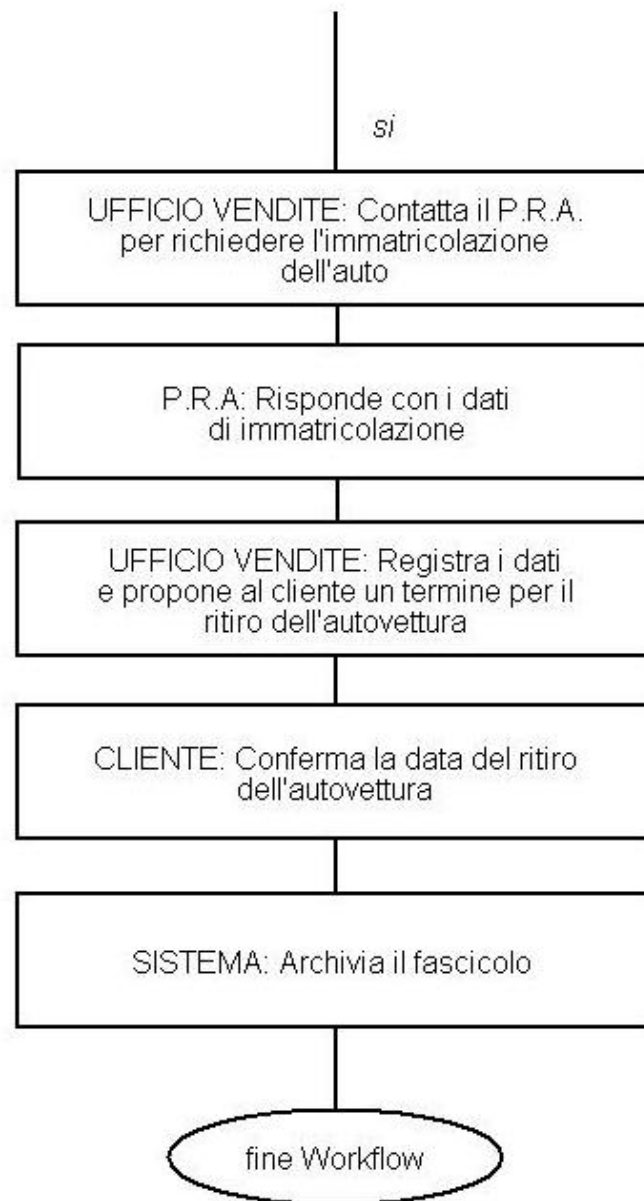 si
UFFICIO VENDITE: Contatta il P.R.A.
per richiedere l'immatricolazione
dell'auto
P.R.A: Risponde con i dati
di immatricolazione
UFFICIO VENDITE: Registra i dati
e propone al cliente un termine per il
ritiro dell'autovettura
CLIENTE: Conferma la data del ritiro
dell'autovettura
SISTEMA: Archivia il fascicolo
fine Workflow